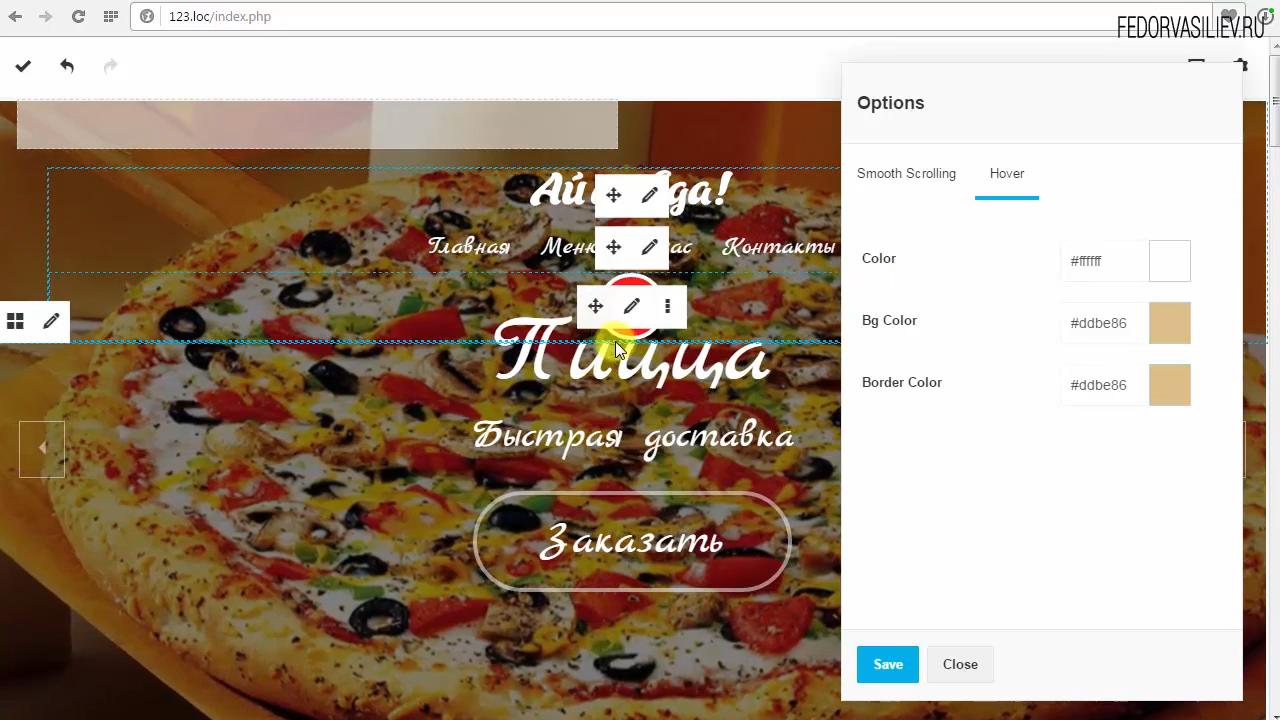 123.loc/index.php
FEDORVASILIEV.RU
Options
Smooth Scrolling Hover
Главная Контакты
Color #ffffff
Bg Color #ddbe86
Border Color #ddbe86
Пицца
Быстрая доставка
Заказать
Save Close